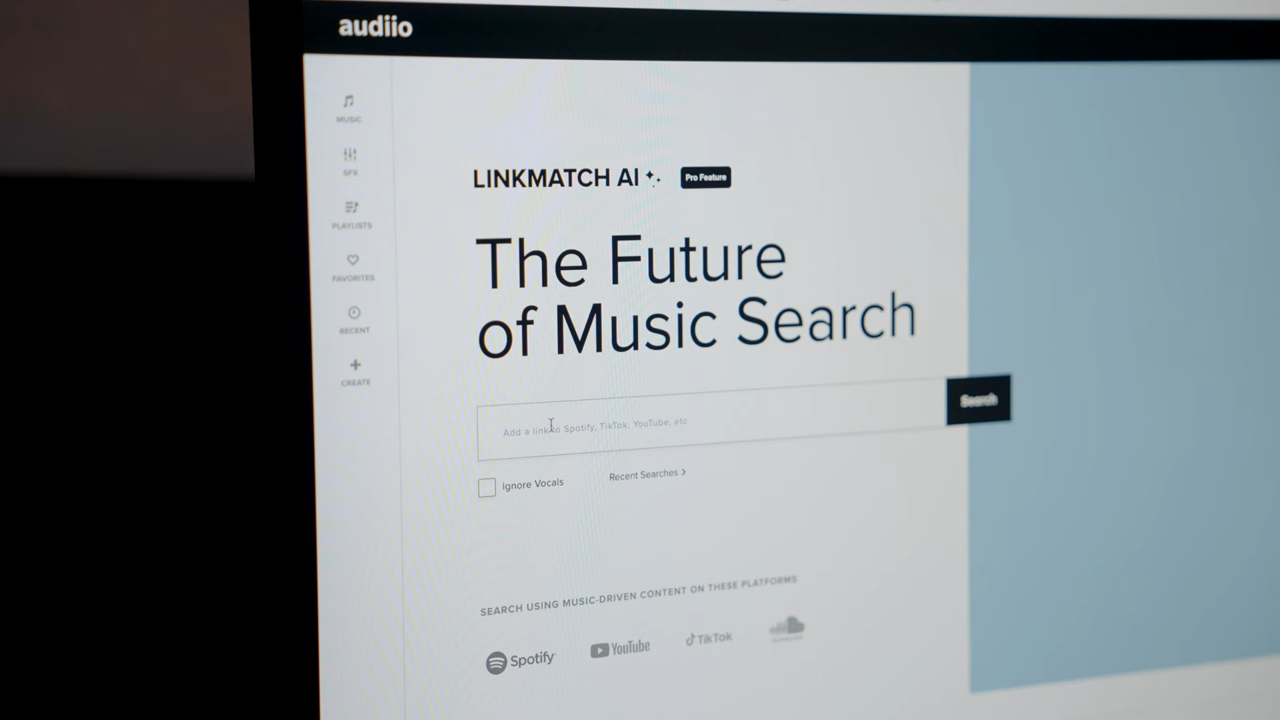 audiio
MUSIC
SFX
PLAYLISTS
FAVORITES
RECENT
CREATE
LINKMATCH AI
Pro Feature
The Future
of Music Search
Add a link to Spotify, TikTok, YouTube, etc
Search
Ignore Vocals
Recent Searches >
SEARCH USING MUSIC-DRIVEN CONTENT ON THESE PLATFORMS
Spotify
YouTube
TikTok